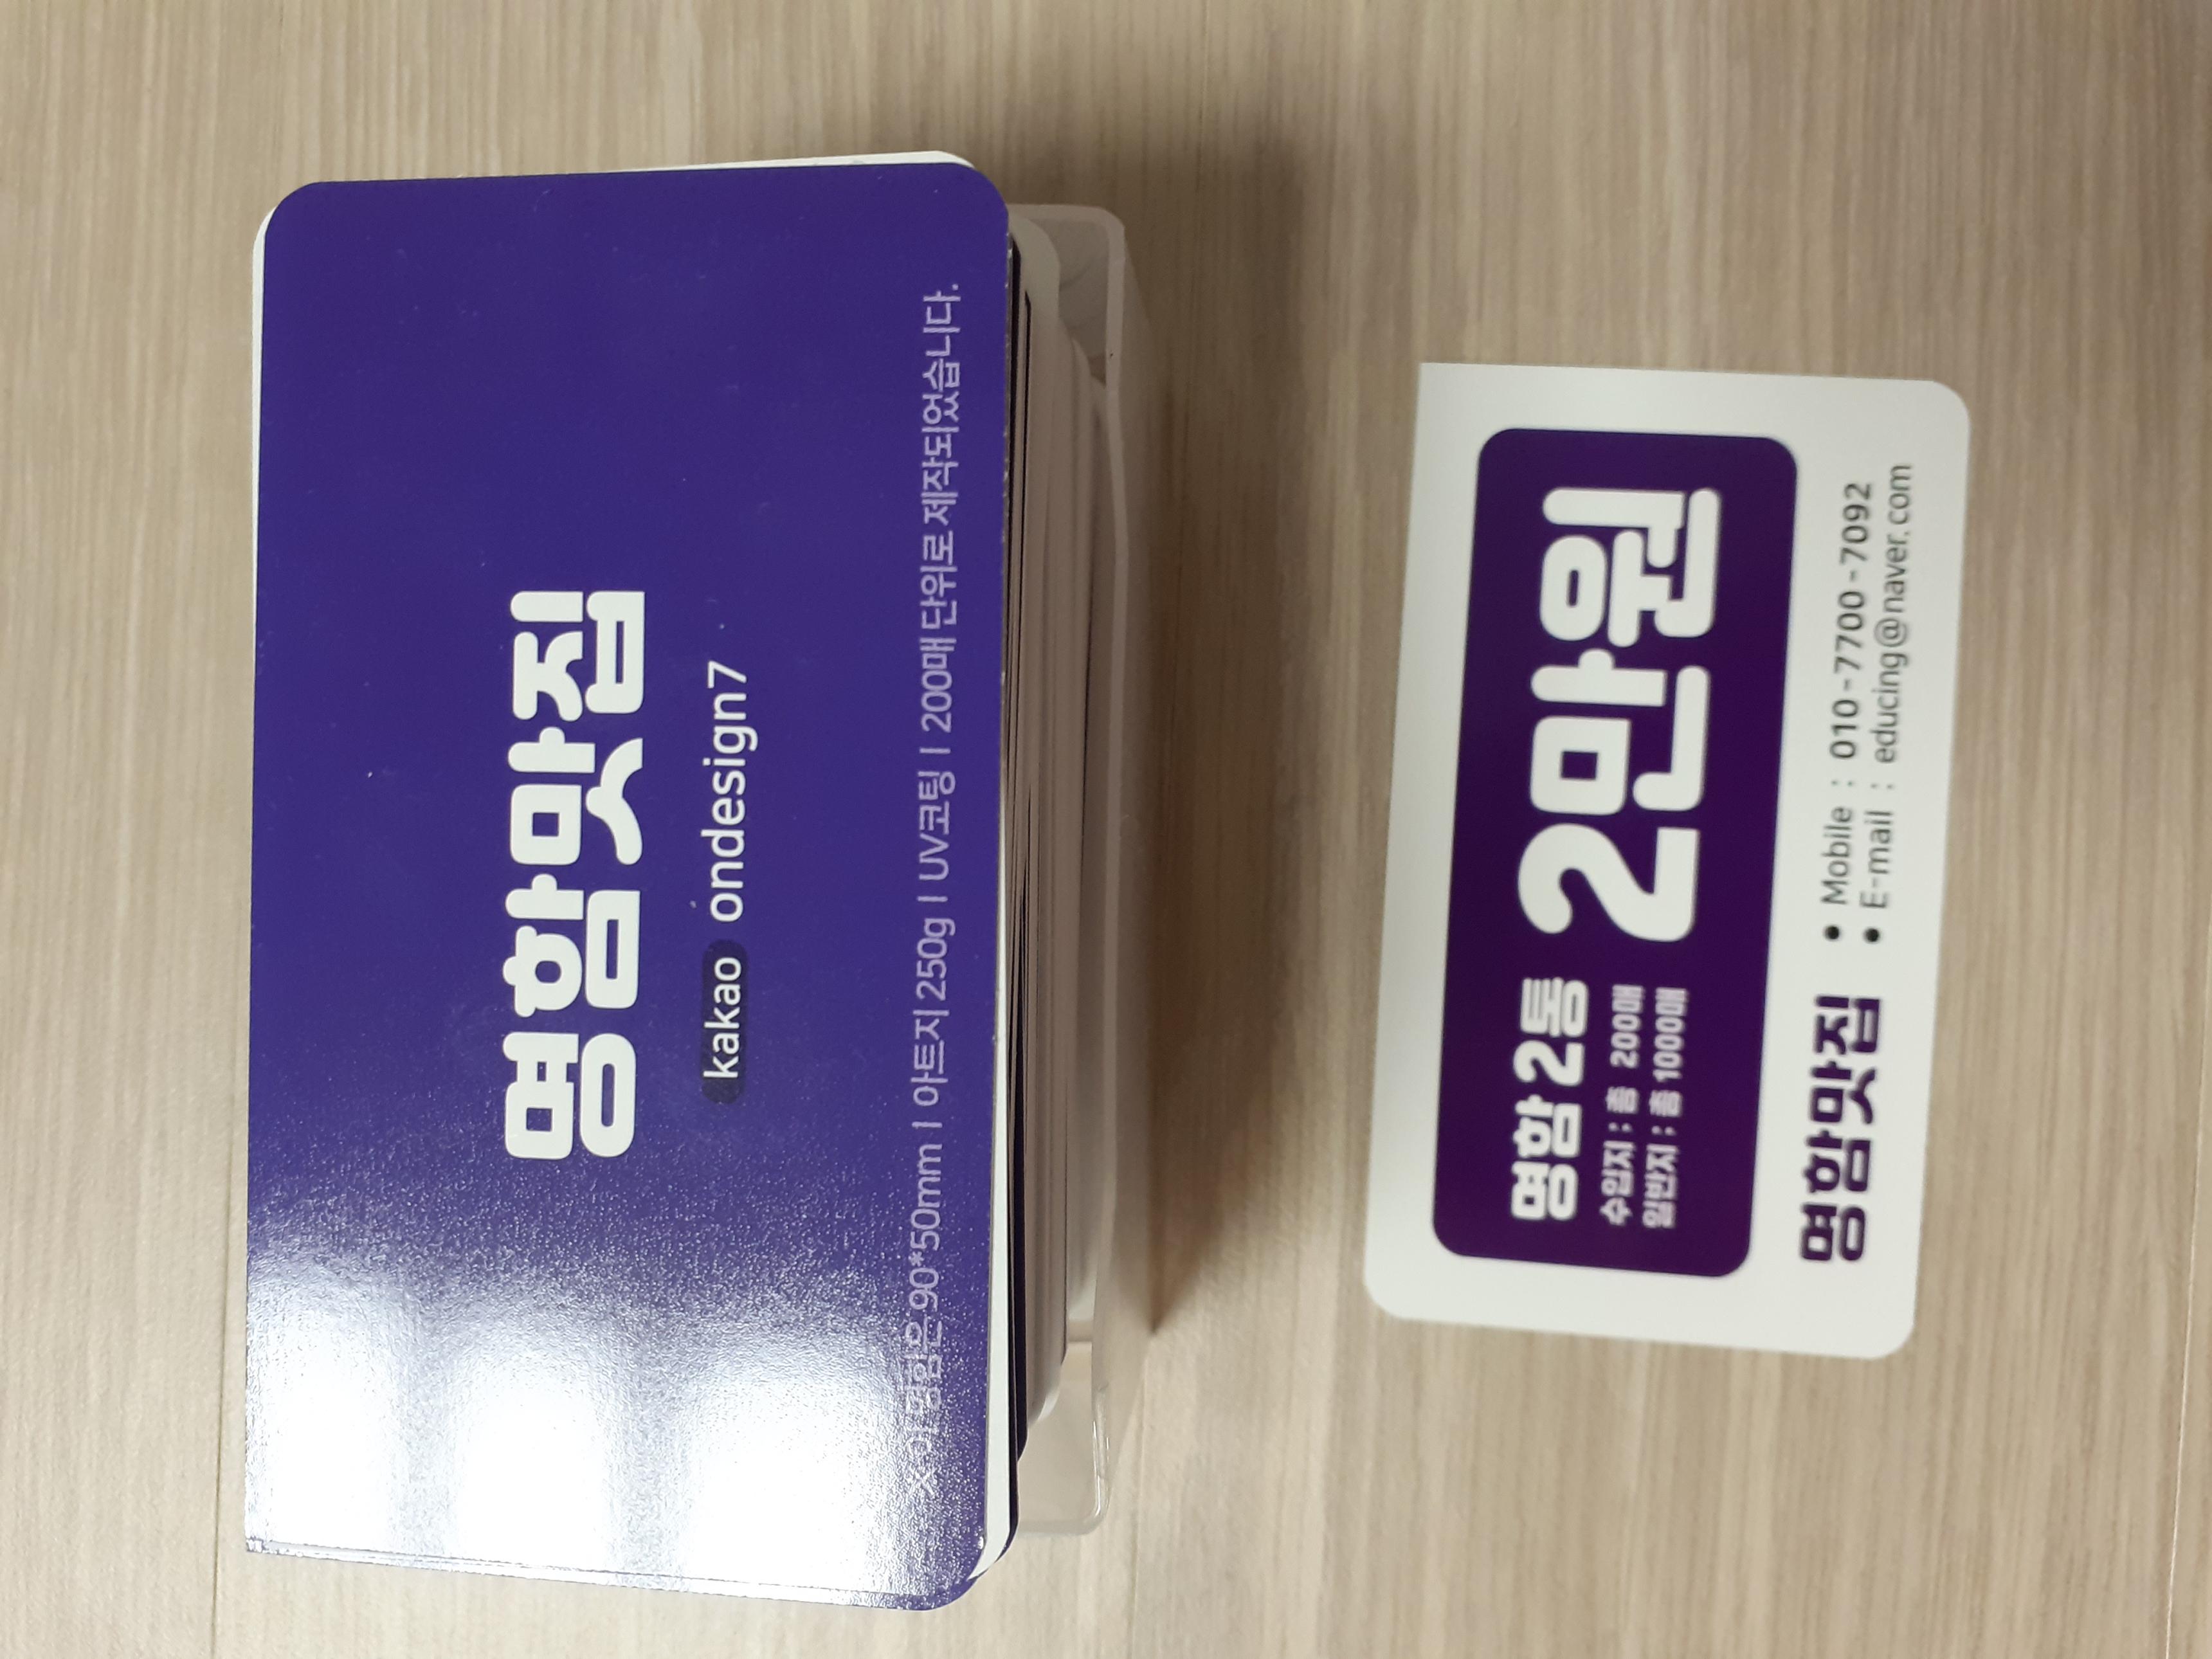 명함맛집
kakao ondesign7
※ 이 명함은 90*50mm I 아트지 250g I UV코팅 I 200매 단위로 제작되었습니다.
명함 2통 2만원
수입지 : 총 200매
일반지 : 총 1000매
명함맛집
• Mobile : 010-7700-7092
• E-mail : educing@naver.com